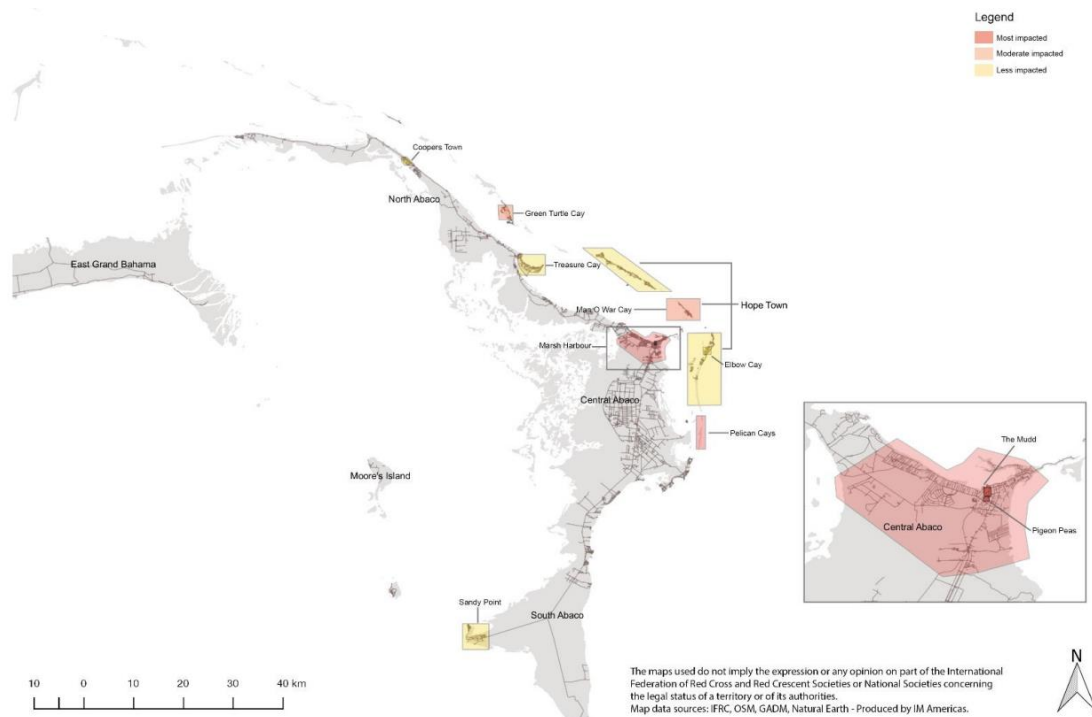 Legend
Most impacted
Moderate impacted
Less impacted
Coopers Town
North Abaco
Green Turtle Cay
East Grand Bahama
Treasure Cay
Man O War Cay
Hope Town
Marsh Harbour
Elbow Cay
Central Abaco
Pelican Cays
Moore's Island
The Mudd
Central Abaco
Pigeon Peas
Sandy Point
South Abaco
10 0 10 20 30 40 km
The maps used do not imply the expression or any opinion on part of the International
Federation of Red Cross and Red Crescent Societies or National Societies concerning
the legal status of a territory or of its authorities.
Map data sources: IFRC, OSM, GADM, Natural Earth - Produced by IM Americas.
N